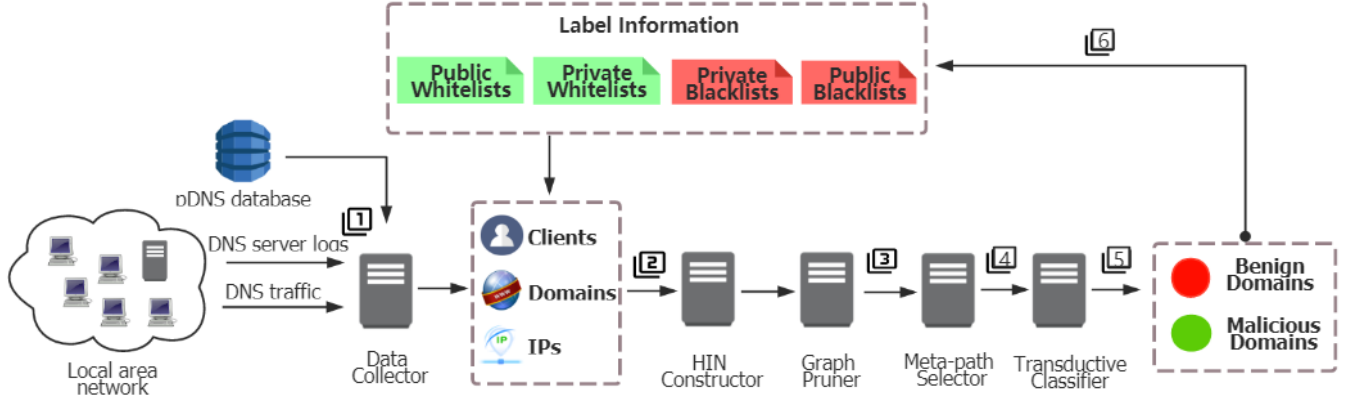 Label Information
Public
Whitelists
Private
Whitelists
Private
Blacklists
Public
Blacklists
6
pDNS database
1
DNS server logs
DNS traffic
Local area
network
Data
Collector
Clients
WWW
Domains
IP
IPs
2
HIN
Constructor
Graph
Pruner
3
Meta-path
Selector
4
Transductive
Classifier
5
Benign
Domains
Malicious
Domains